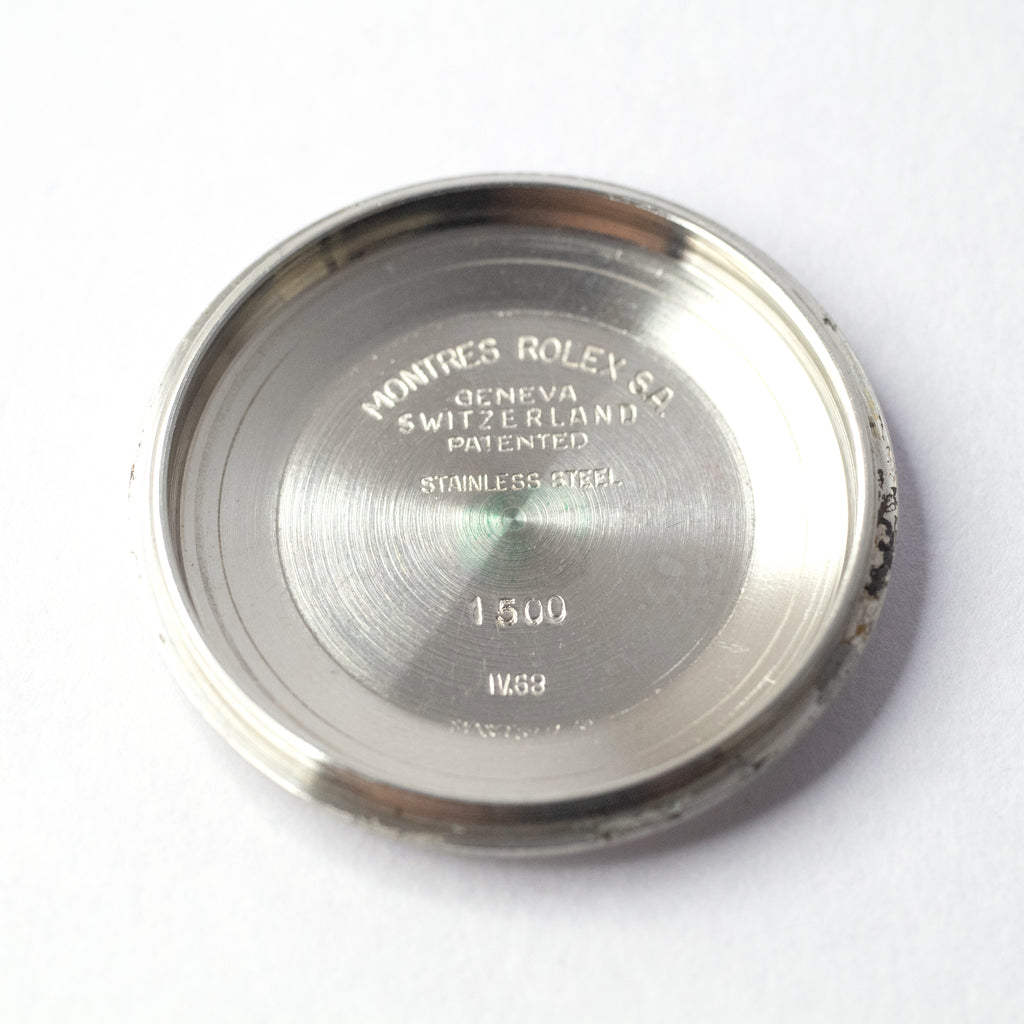 MONTRES ROLEX S.A.
GENEVA
SWITZERLAND
PATENTED
STAINLESS STEEL
1500
IV.68